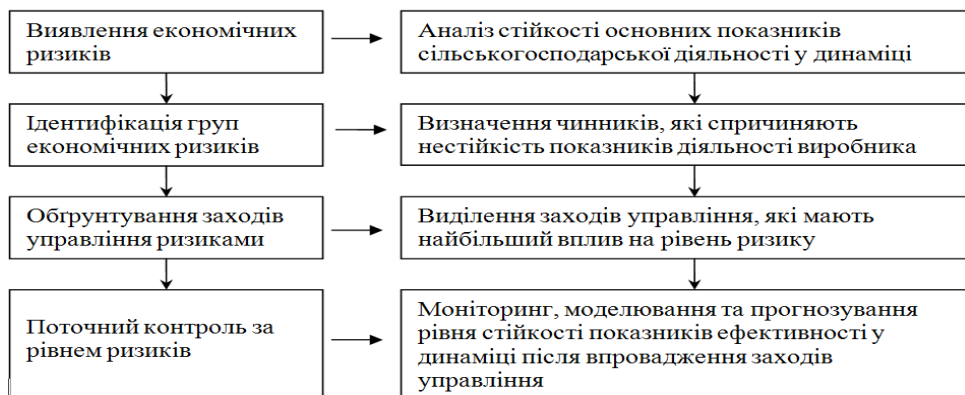 Виявлення економічних
ризиків
Аналіз стійкості основних показників
сільськогосподарської діяльності у динаміці
Ідентифікація груп
економічних ризиків
Визначення чинників, які спричиняють
нестійкість показників діяльності виробника
Обґрунтування заходів
управління ризиками
Виділення заходів управління, які мають
найбільший вплив на рівень ризику
Поточний контроль за
рівнем ризиків
Моніторинг, моделювання та прогнозування
рівня стійкості показників ефективності у
динаміці після впровадження заходів
управління